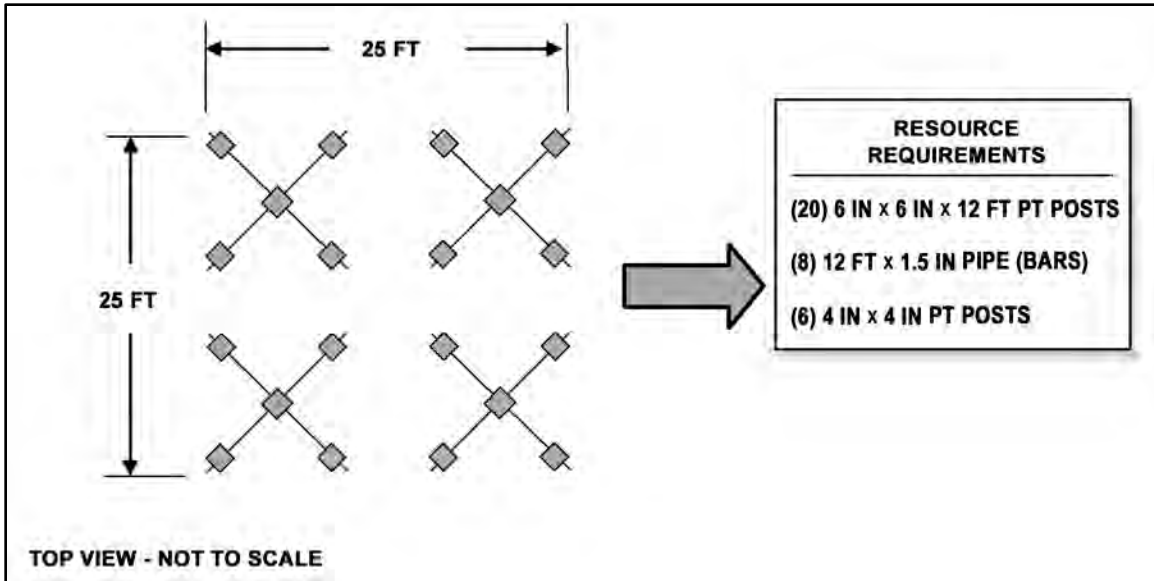 25 FT
25 FT
RESOURCE
REQUIREMENTS
(20) 6 IN x 6 IN x 12 FT PT POSTS
(8) 12 FT x 1.5 IN PIPE (BARS)
(6) 4 IN x 4 IN PT POSTS
TOP VIEW - NOT TO SCALE